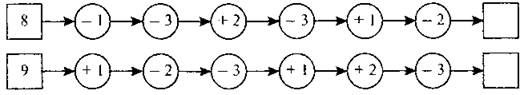 8 - 1 - 3 + 2 - 3 + 1 - 2
9 + 1 - 2 - 3 + 1 + 2 - 3